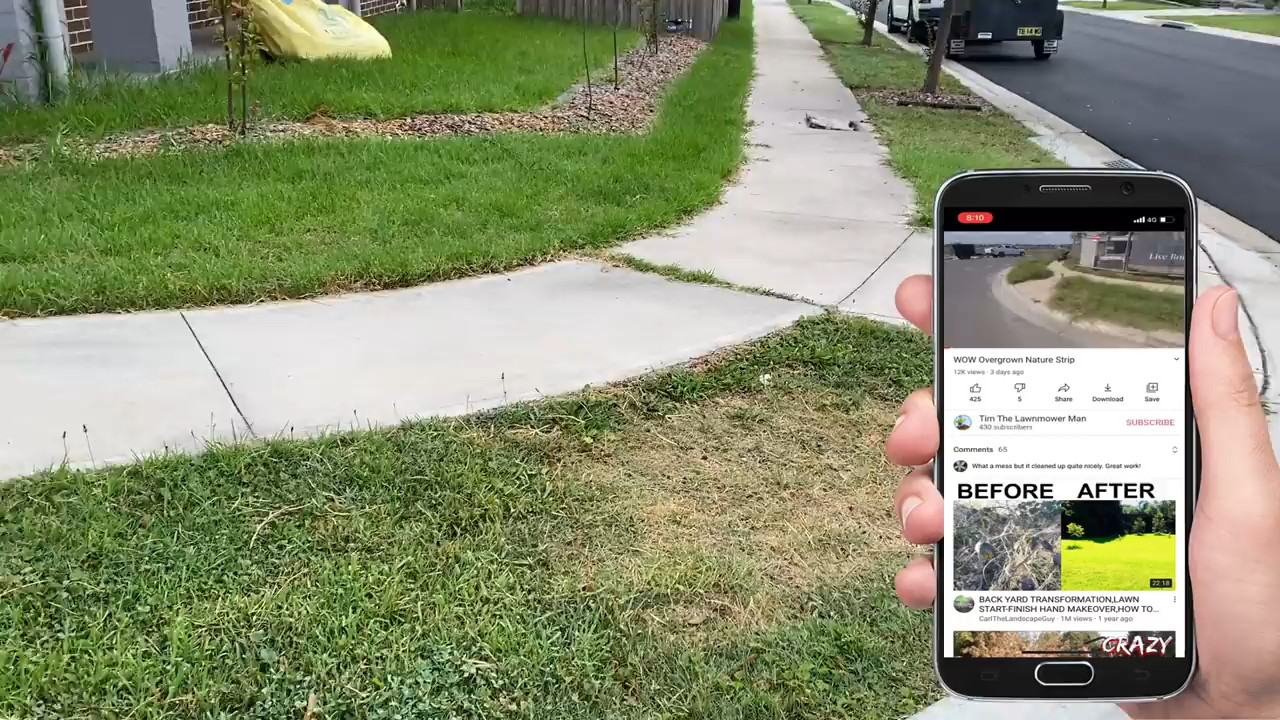 8:10
4G
Live
WOW Overgrown Nature Strip
12K views · 3 days ago
425
5
Share
Download
Save
Tim The Lawnmower Man
430 subscribers
SUBSCRIBE
Comments 65
What a mess but it cleaned up quite nicely. Great work!
BEFORE AFTER
22:18
BACK YARD TRANSFORMATION,LAWN
START-FINISH HAND MAKEOVER,HOW TO...
CarlTheLandscapeGuy · 1M views · 1 year ago
CRAZY